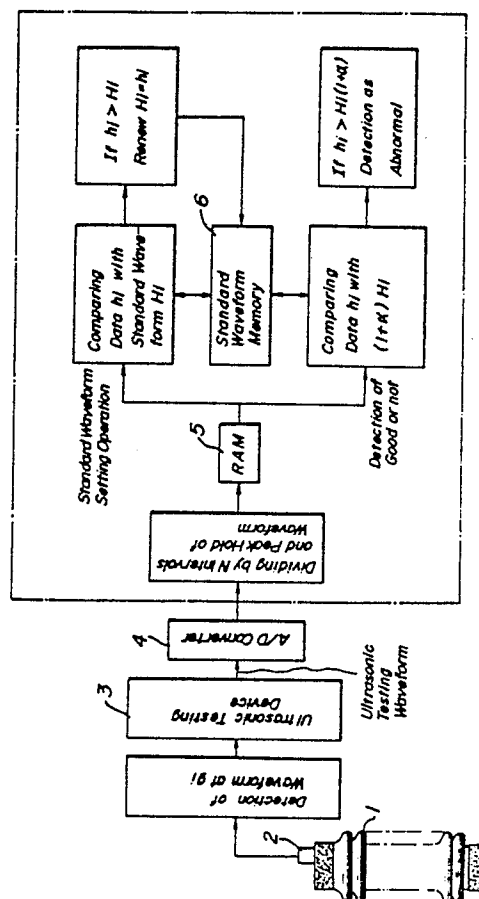 1
2
Detection of
Waveform at gi
3
Ultrasonic Testing
Device
Ultrasonic
Testing
Waveform
4
A/D Converter
Dividing by N Intervals
and Peak Hold of
Waveform
5
RAM
Standard Waveform
Setting Operation
Comparing
Data hi with
Standard Wave
form Hi
If hi > Hi
Renew Hi=hi
6
Standard
Waveform
Memory
Detection of
Good or not
Comparing
Data hi with
Hi
If hi > Hi(1+α)
Detection as
Abnormal